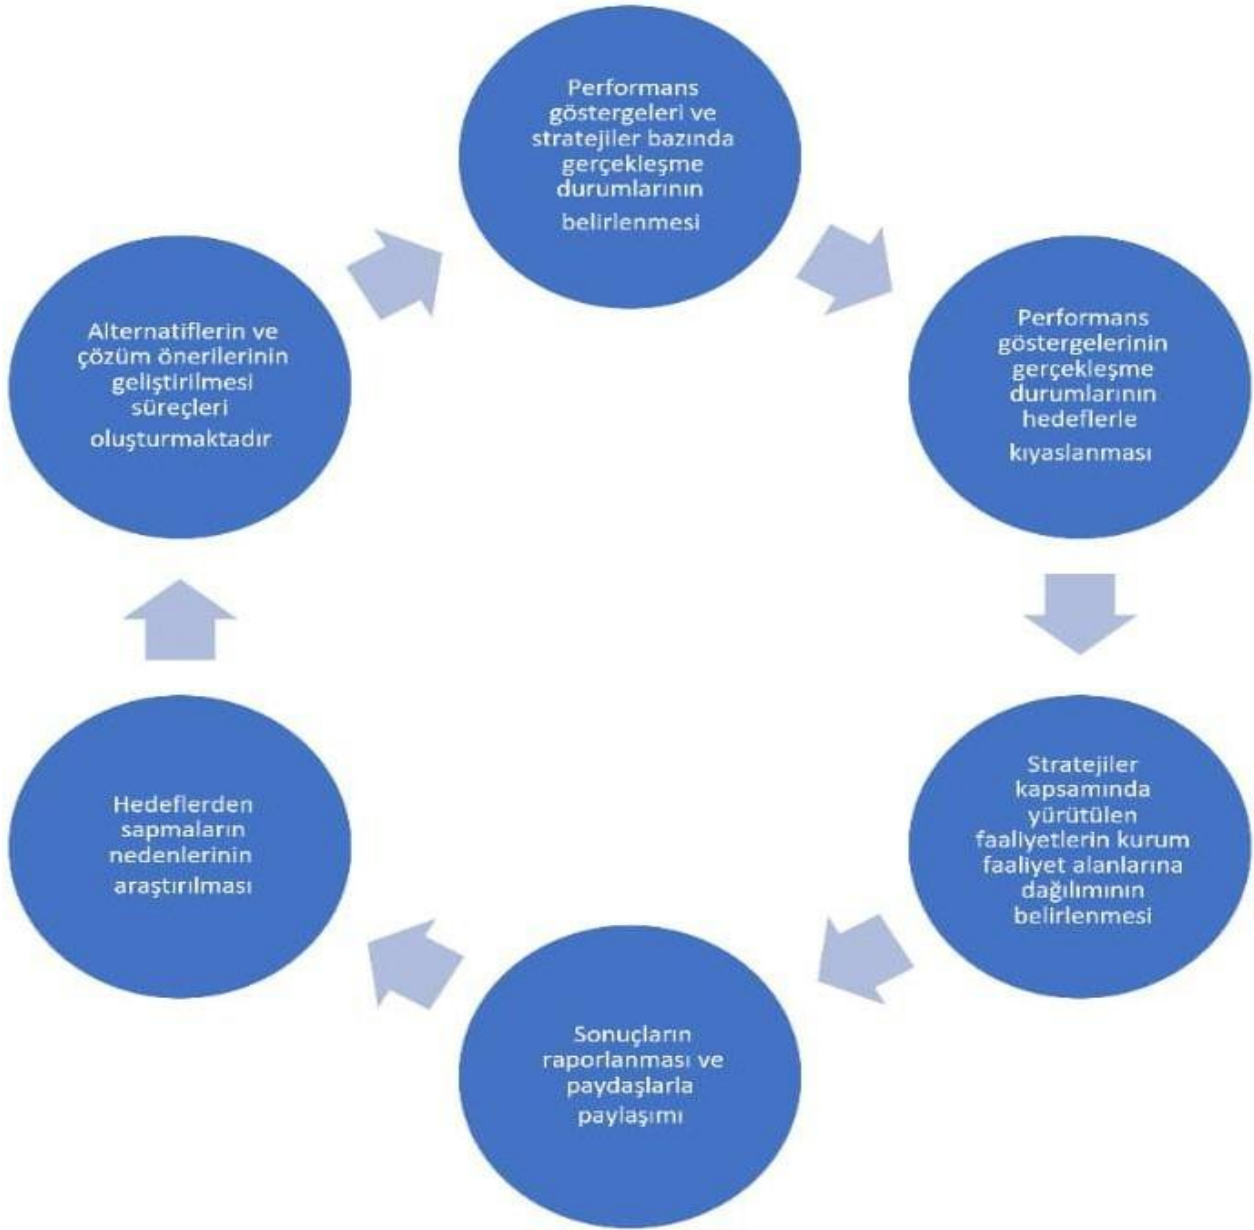 Performans
göstergeleri ve
stratejiler bazında
gerçekleşme
durumlarının
belirlenmesi
Performans
göstergelerinin
gerçekleşme
durumlarının
hedeflerle
kıyaslanması
Stratejiler
kapsamında
yürütülen
faaliyetlerin kurum
faaliyet alanlarına
dağılımının
belirlenmesi
Sonuçların
raporlanması ve
paydaşlarla
paylaşımı
Hedeflerden
sapmaların
nedenlerinin
araştırılması
Alternatiflerin ve
çözüm önerilerinin
geliştirilmesi
süreçleri
oluşturmaktadır